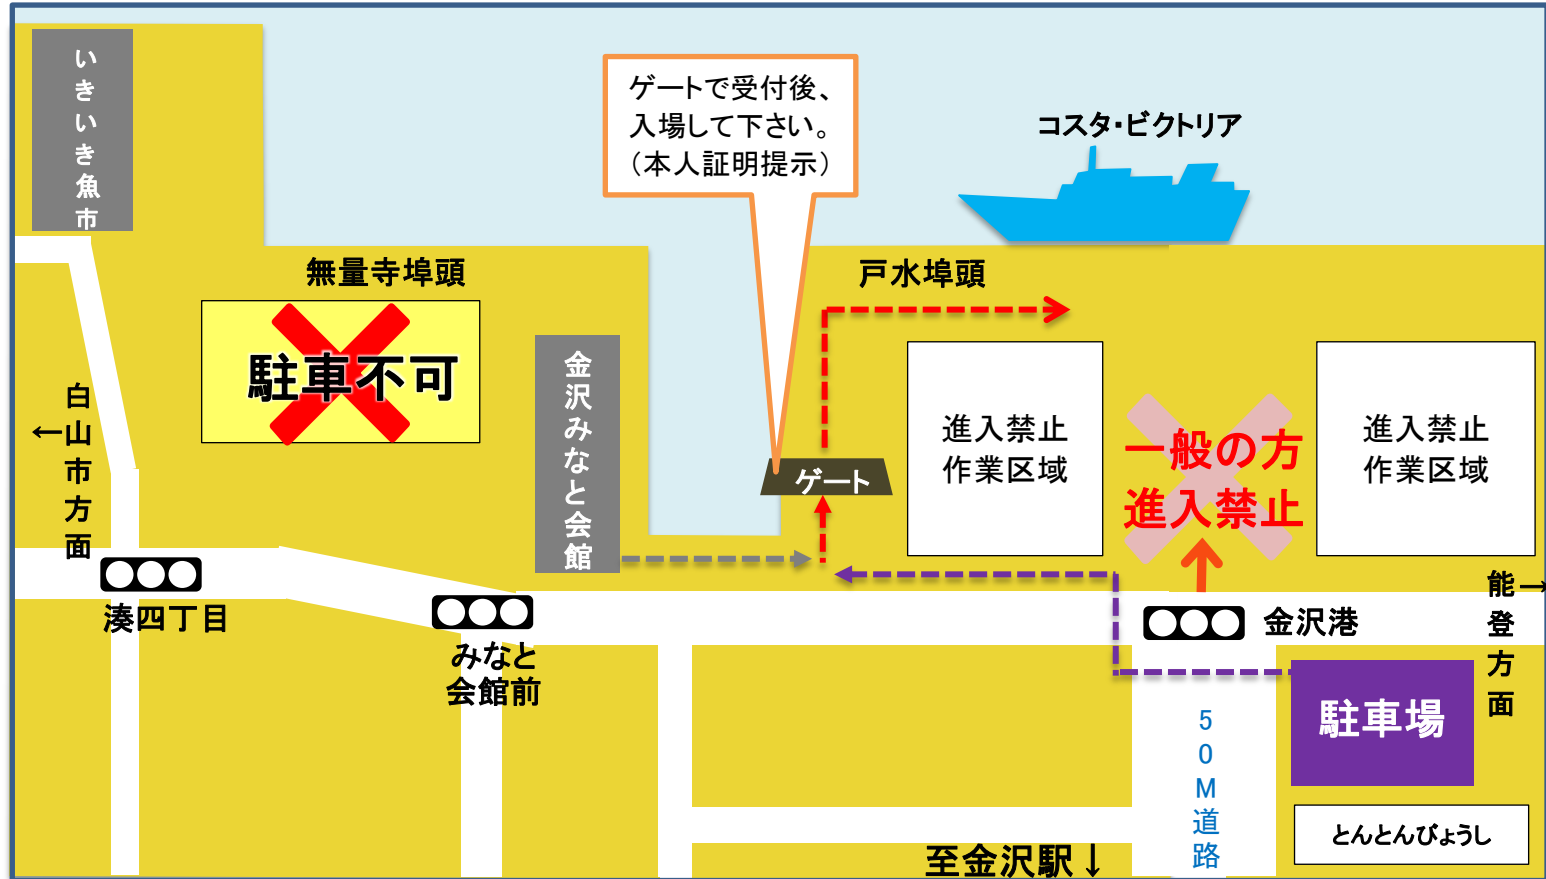 いきいき魚市
ゲートで受付後、
入場して下さい。
（本人証明提示）
コスタ・ビクトリア
無量寺埠頭
戸水埠頭
駐車不可
金沢みなと会館
ゲート
進入禁止
作業区域
一般の方
進入禁止
進入禁止
作業区域
←白山市方面
湊四丁目
みなと
会館前
金沢港
能登方面→
駐車場
50M道路
とんとんびょうし
至金沢駅↓